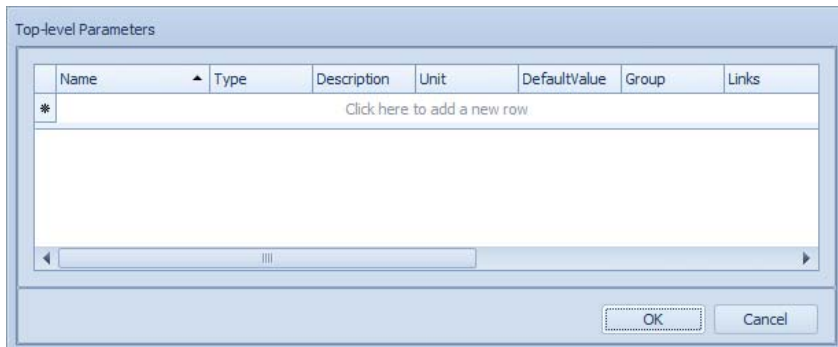 Top-level Parameters
Name Type Description Unit DefaultValue Group Links
Click here to add a new row
OK Cancel